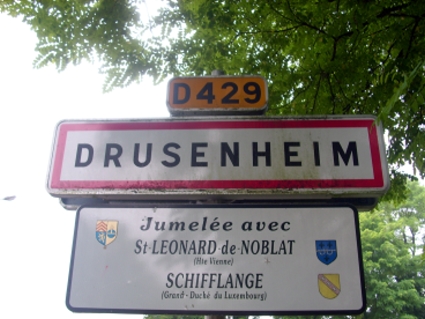 D429
DRUSENHEIM
Jumelée avec
St-LEONARD-de-NOBLAT
(Hte Vienne)
SCHIFFLANGE
(Grand-Duché du Luxembourg)